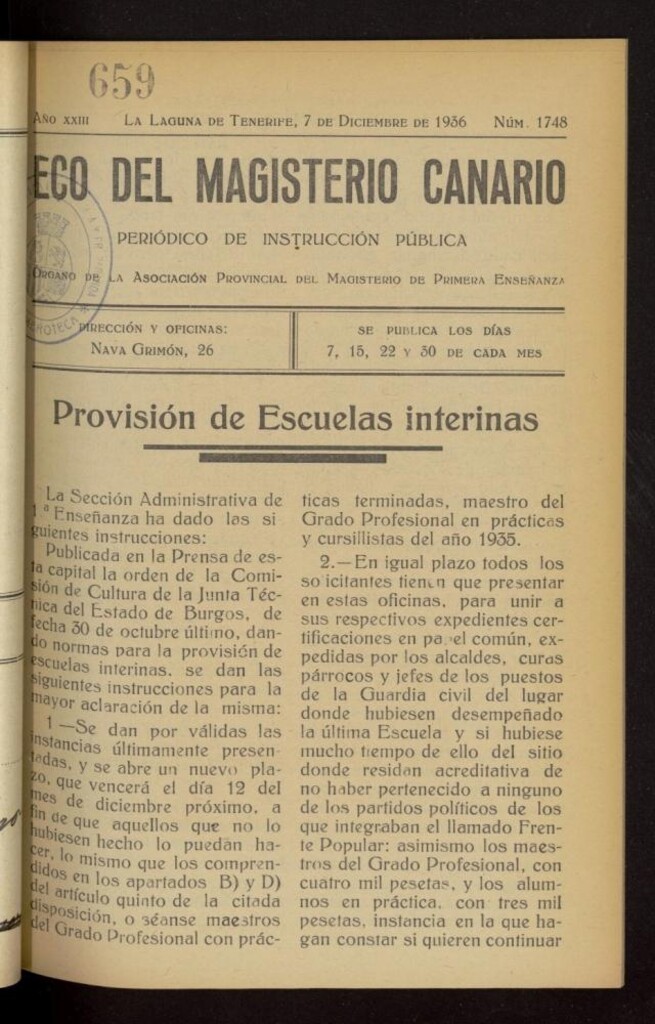 659
AÑO XXIII LA LAGUNA DE TENERIFE, 7 DE DICIEMBRE DE 1936 NÚM. 1748
ECO DEL MAGISTERIO CANARIO
PERIÓDICO DE INSTRUCCIÓN PÚBLICA
ÓRGANO DE LA ASOCIACIÓN PROVINCIAL DEL MAGISTERIO DE PRIMERA ENSEÑANZA
DIRECCIÓN Y OFICINAS:
NAVA GRIMÓN, 26
SE PUBLICA LOS DÍAS
7, 15, 22 Y 30 DE CADA MES
Provisión de Escuelas interinas
La Sección Administrativa de
1ª Enseñanza ha dado las si
guientes instrucciones:
Publicada en la Prensa de es-
ta capital la orden de la Comi-
sión de Cultura de la Junta Téc-
nica del Estado de Burgos, de
fecha 30 de octubre último, dan-
do normas para la provisión de
escuelas interinas. se dan las
siguientes instrucciones para la
mayor aclaración de la misma:
1 —Se dan por válidas las
instancias últimamente presen-
tadas, y se abre un nuevo pla-
zo, que vencerá el día 12 del
mes de diciembre próximo, a
fin de que aquellos que no lo
hubiesen hecho lo puedan ha-
cer, lo mismo que los compren-
didos en los apartados B) y D)
del artículo quinto de la citada
disposición, o séanse maestros
del Grado Profesional con prác-
ticas terminadas, maestro del
Grado Profesional en prácticas
y cursillistas del año 1935.
2.—En igual plazo todos los
so icitantes tienen que presentar
en estas oficinas, para unir a
sus respectivos expedientes cer-
tificaciones en pa el común, ex-
pedidas por los alcaldes, curas
párrocos y jefes de los puestos
de la Guardia civil del lugar
donde hubiesen desempeñado
la última Escuela y si hubiese
mucho tiempo de ello del sitio
donde residan acreditativa de
no haber pertenecido a ninguno
de los partidos políticos de los
que integraban el llamado Fren-
te Popular: asimismo los maes-
tros del Grado Profesional, con
cuatro mil pesetas, y los alum-
nos en práctica, con tres mil
pesetas, instancia en la que ha-
gan constar si quieren continuar